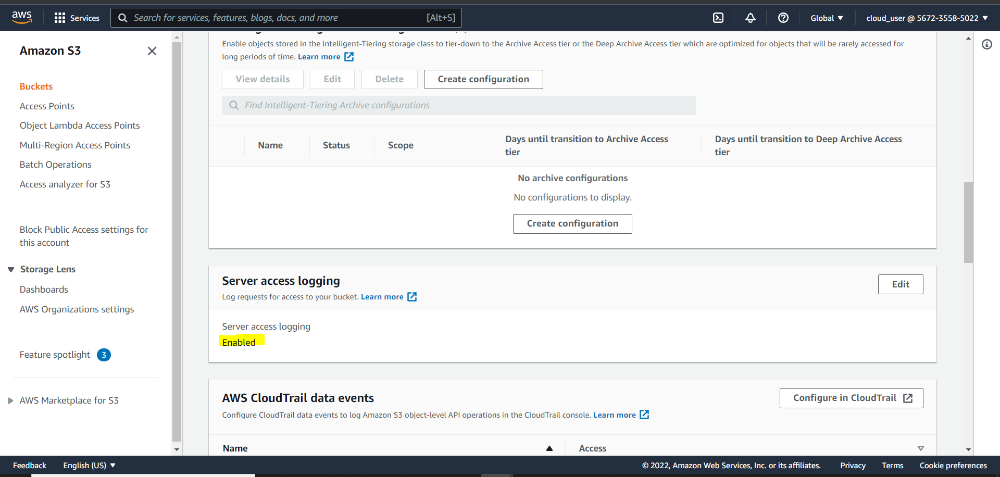 aws
Services
Search for services, features, blogs, docs, and more
[Alt+S]
Global
cloud_user @ 5672-3558-5022
Amazon S3
Buckets
Access Points
Object Lambda Access Points
Multi-Region Access Points
Batch Operations
Access analyzer for S3
Block Public Access settings for
this account
Storage Lens
Dashboards
AWS Organizations settings
Feature spotlight 3
AWS Marketplace for S3
Enable objects stored in the Intelligent-Tiering storage class to tier-down to the Archive Access tier or the Deep Archive Access tier which are optimized for objects that will be rarely accessed for
long periods of time. Learn more
View details
Edit
Delete
Create configuration
Find Intelligent-Tiering Archive configurations
Name
Status
Scope
Days until transition to Archive Access
tier
Days until transition to Deep Archive Access
tier
No archive configurations
No configurations to display.
Create configuration
Server access logging
Edit
Log requests for access to your bucket. Learn more
Server access logging
Enabled
AWS CloudTrail data events
Configure in CloudTrail
Configure CloudTrail data events to log Amazon S3 object-level API operations in the CloudTrail console. Learn more
Name
Access
Feedback
English (US)
© 2022, Amazon Web Services, Inc. or its affiliates.
Privacy
Terms
Cookie preferences